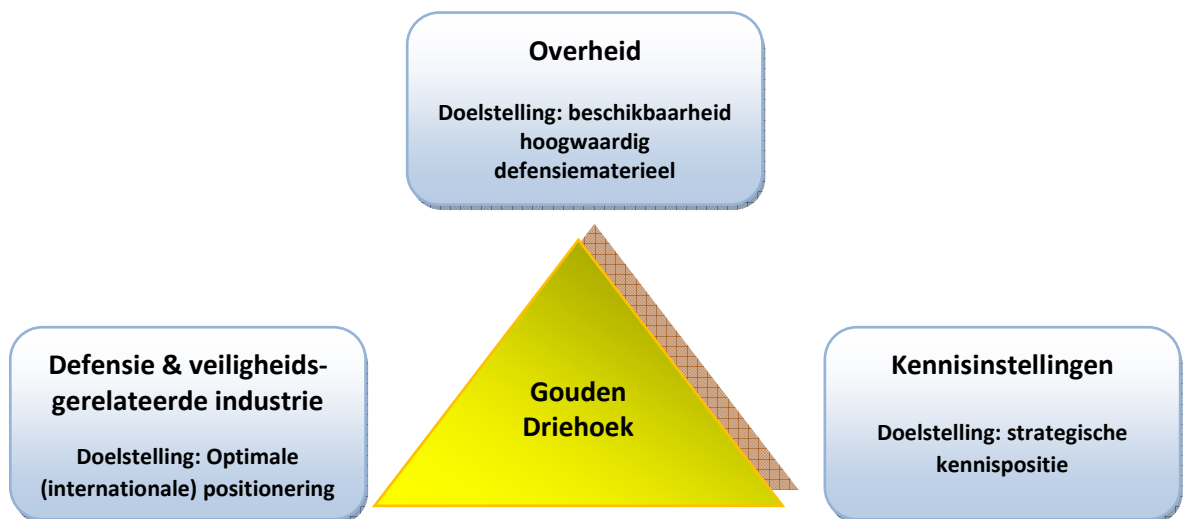 Overheid
Doelstelling: beschikbaarheid
hoogwaardig
defensiematerieel
Defensie & veiligheids-
gerelateerde industrie
Doelstelling: Optimale
(internationale) positionering
Gouden
Driehoek
Kennisinstellingen
Doelstelling: strategische
kennispositie